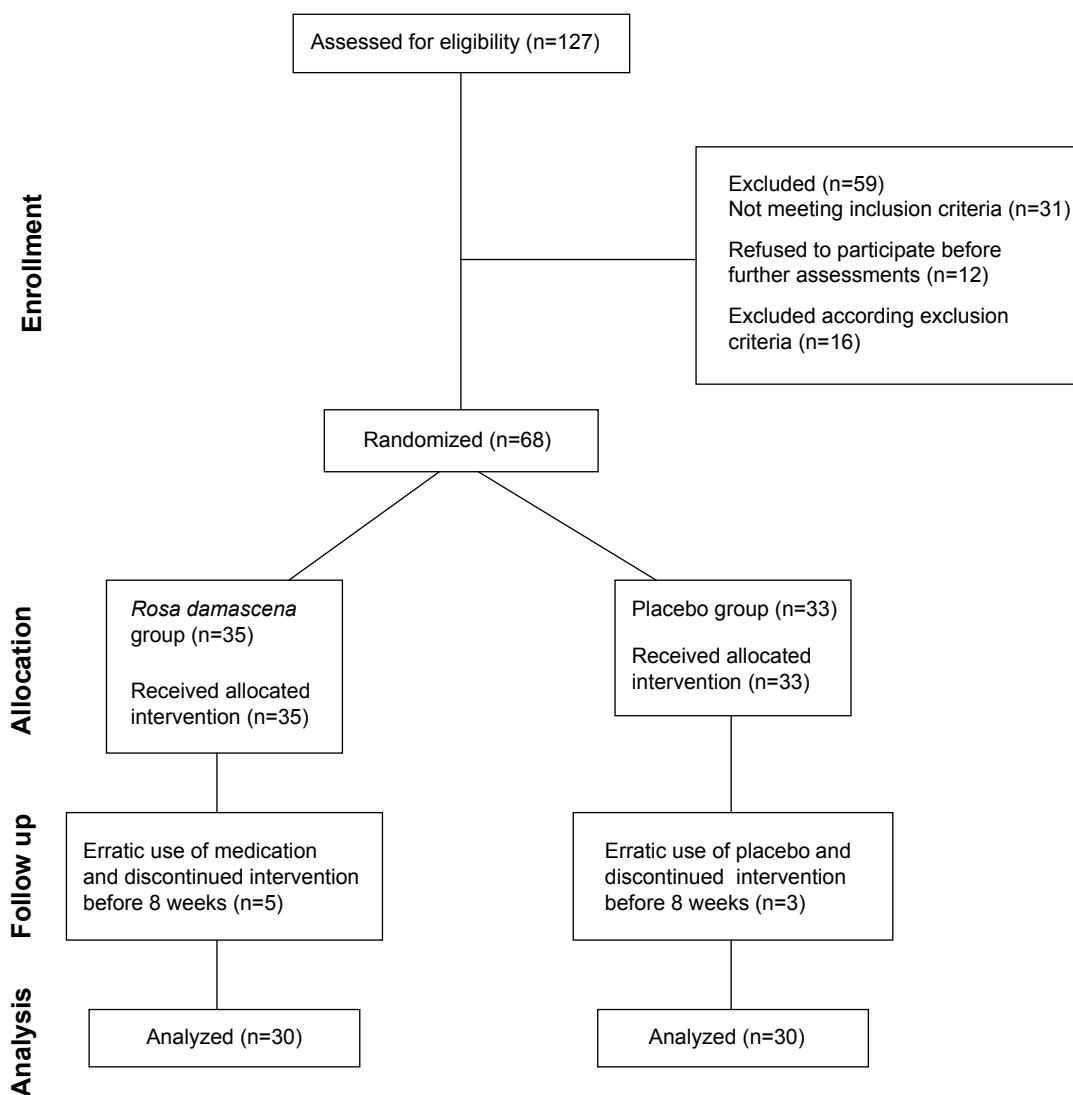 Assessed for eligibility (n=127)
Enrollment
Excluded (n=59)
Not meeting inclusion criteria (n=31)
Refused to participate before
further assessments (n=12)
Excluded according exclusion
criteria (n=16)
Randomized (n=68)
Allocation
Rosa damascena
group (n=35)
Received allocated
intervention (n=35)
Placebo group (n=33)
Received allocated
intervention (n=33)
Follow up
Erratic use of medication
and discontinued intervention
before 8 weeks (n=5)
Erratic use of placebo and
discontinued intervention
before 8 weeks (n=3)
Analysis
Analyzed (n=30)
Analyzed (n=30)